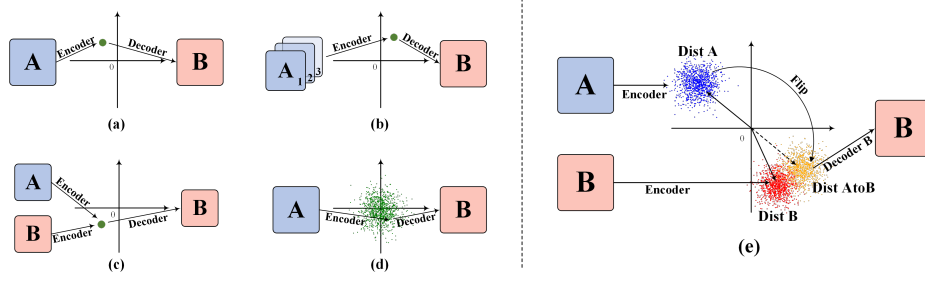 A
Encoder
Decoder
B
0
(a)
A
1
2
3
Encoder
Decoder
B
0
(b)
A
B
Encoder
Encoder
Decoder
B
0
(c)
A
Encoder
Decoder
B
(d)
Dist A
A
Encoder
Flip
0
B
Encoder
Decoder B
B
Dist AtoB
Dist B
(e)